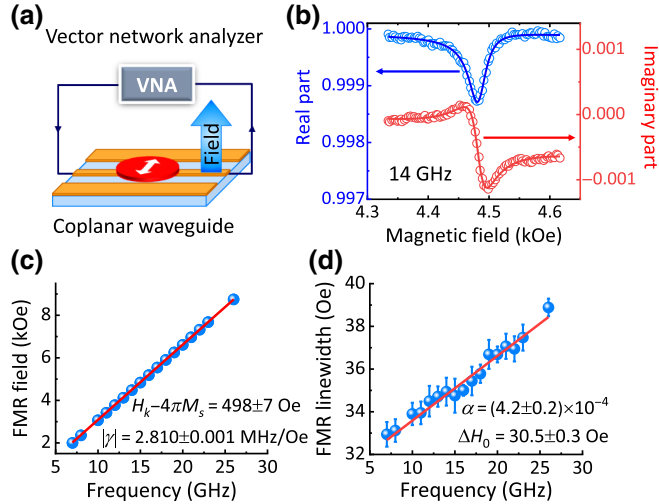 (a)
Vector network analyzer
VNA
Field
Coplanar waveguide
(b)
1.000
0.999
0.998
0.997
Real part
0.001
0.000
−0.001
Imaginary part
14 GHz
4.3 4.4 4.5 4.6
Magnetic field (kOe)
(c)
FMR field (kOe)
8
6
4
2
H_k−4πM_s = 498±7 Oe
|γ| = 2.810±0.001 MHz/Oe
5 10 15 20 25 30
Frequency (GHz)
(d)
FMR linewidth (Oe)
40
38
36
34
32
α = (4.2±0.2)×10⁻⁴
ΔH₀ = 30.5±0.3 Oe
5 10 15 20 25 30
Frequency (GHz)